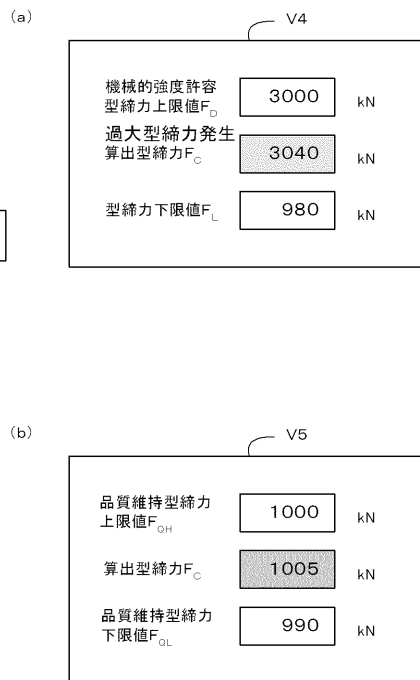 (a)
V4
機械的強度許容
型締力上限値F_D 3000 kN
過大型締力発生
算出型締力F_C 3040 kN
型締力下限値F_L 980 kN
(b)
V5
品質維持型締力
上限値F_QH 1000 kN
算出型締力F_C 1005 kN
品質維持型締力
下限値F_QL 990 kN